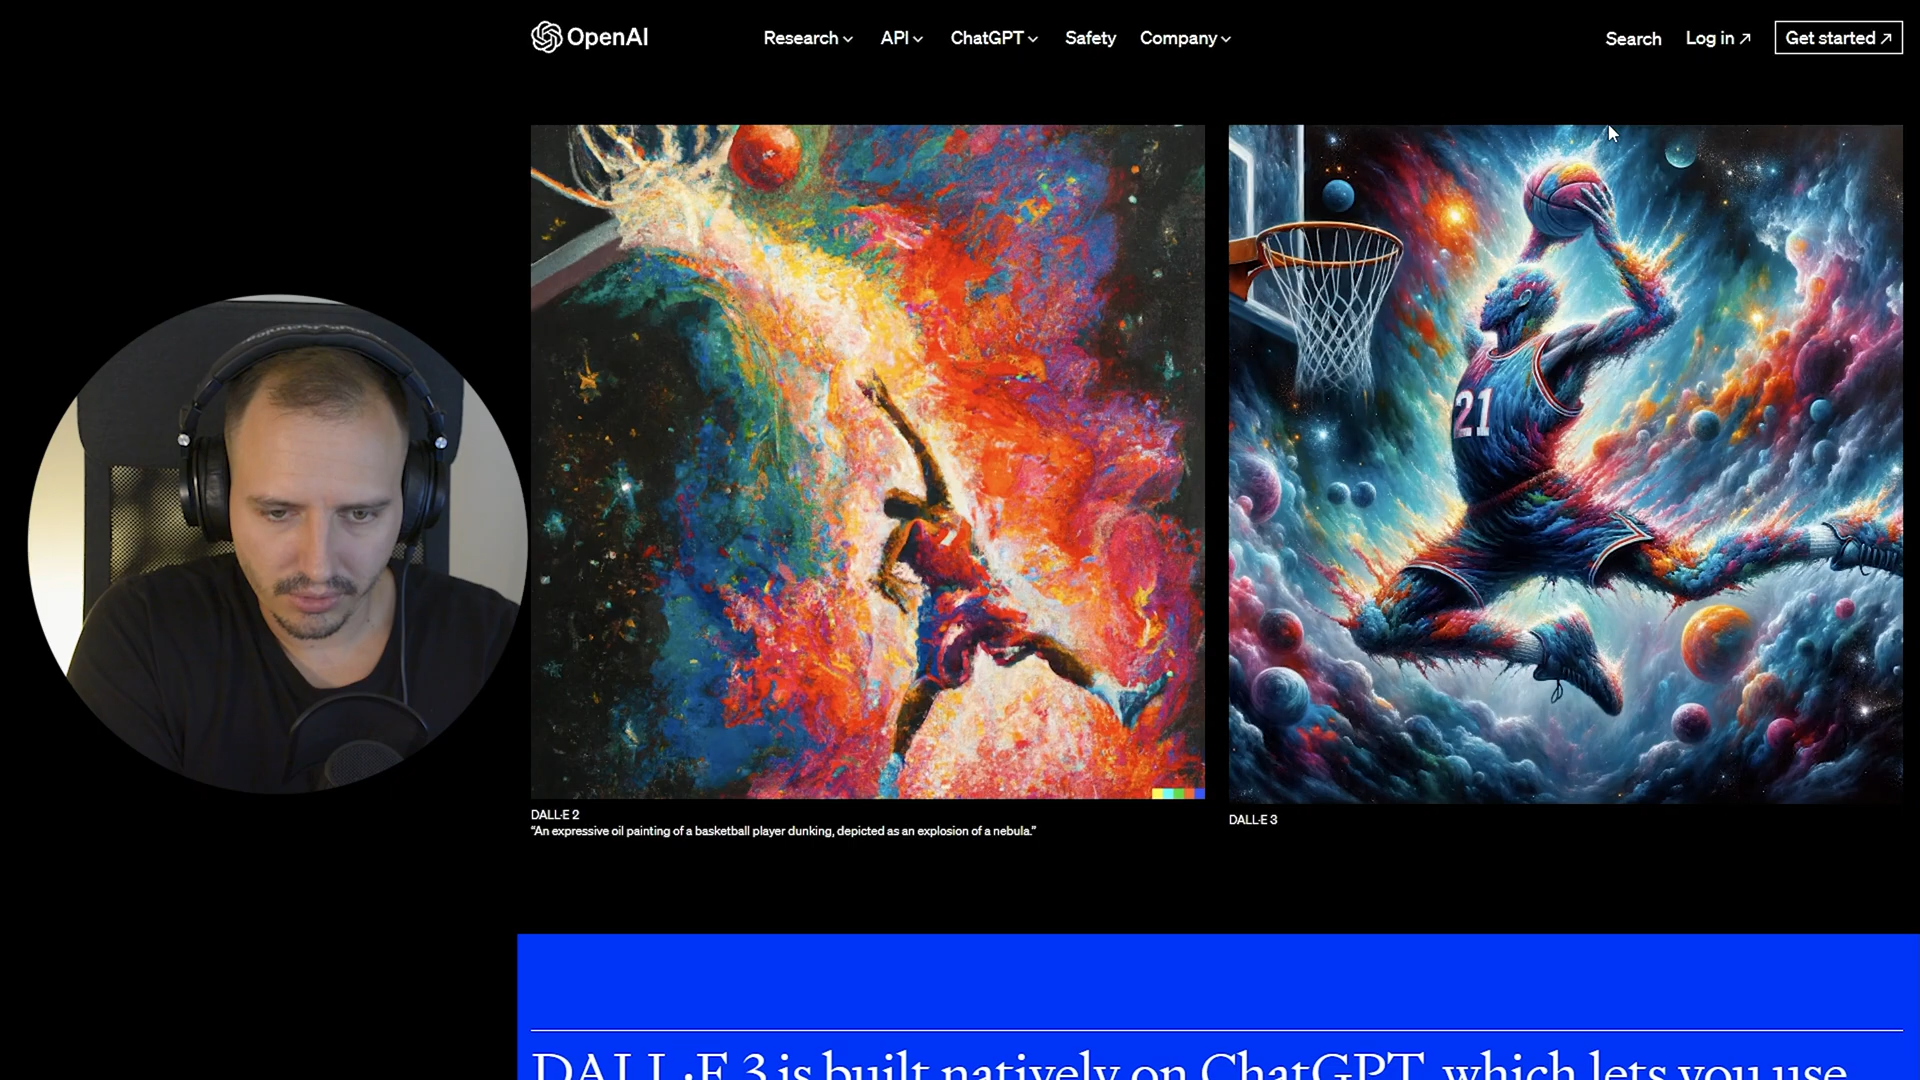 OpenAI
Research
API
ChatGPT
Safety
Company
Search
Log in ↗
Get started ↗
21
DALL·E 2
“An expressive oil painting of a basketball player dunking, depicted as an explosion of a nebula.”
DALL·E 3
DALL·E 3 is built natively on ChatGPT, which lets you use